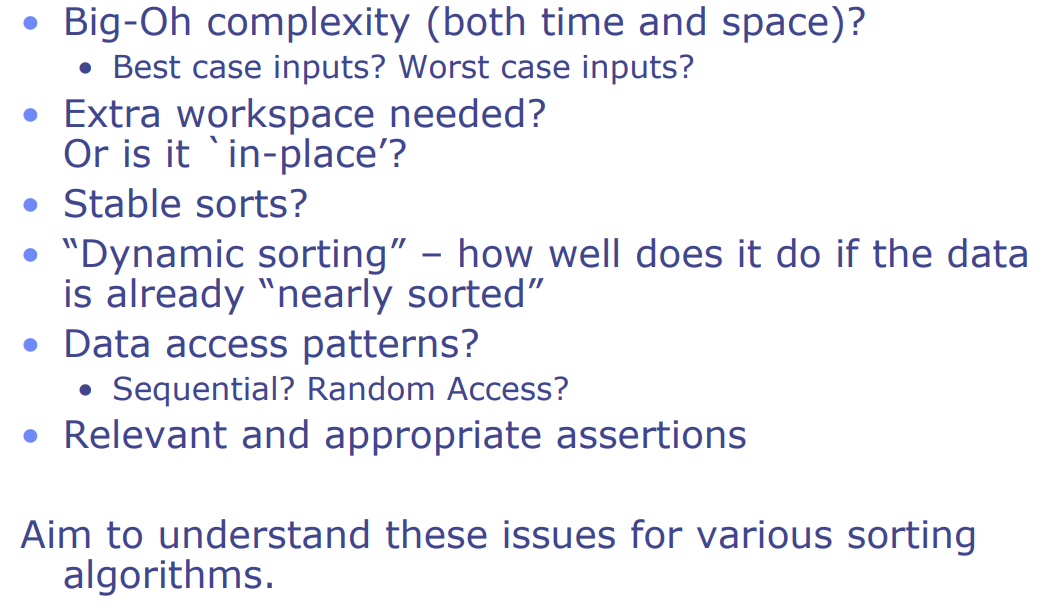 • Big-Oh complexity (both time and space)?
• Best case inputs? Worst case inputs?
• Extra workspace needed?
Or is it `in-place’?
• Stable sorts?
• “Dynamic sorting” – how well does it do if the data
is already “nearly sorted”
• Data access patterns?
• Sequential? Random Access?
• Relevant and appropriate assertions
Aim to understand these issues for various sorting
algorithms.